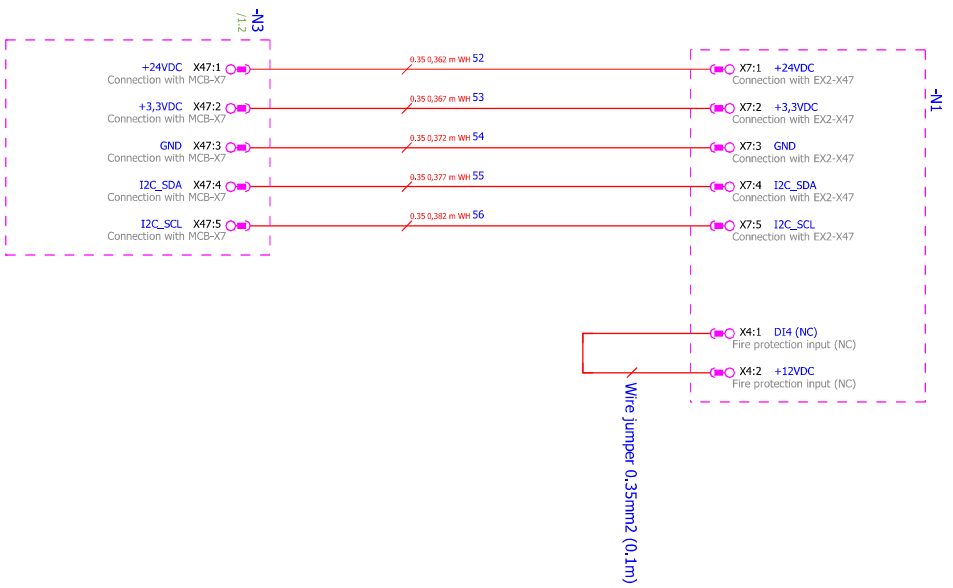 -N3
/1.2
+24VDC X47:1
Connection with MCB-X7
0.35 0,362 m WH 52
X7:1 +24VDC
Connection with EX2-X47
-N1
+3,3VDC X47:2
Connection with MCB-X7
0.35 0,367 m WH 53
X7:2 +3,3VDC
Connection with EX2-X47
GND X47:3
Connection with MCB-X7
0.35 0,372 m WH 54
X7:3 GND
Connection with EX2-X47
I2C_SDA X47:4
Connection with MCB-X7
0.35 0,377 m WH 55
X7:4 I2C_SDA
Connection with EX2-X47
I2C_SCL X47:5
Connection with MCB-X7
0.35 0,382 m WH 56
X7:5 I2C_SCL
Connection with EX2-X47
X4:1 DI4 (NC)
Fire protection input (NC)
X4:2 +12VDC
Fire protection input (NC)
Wire jumper 0.35mm2 (0.1m)